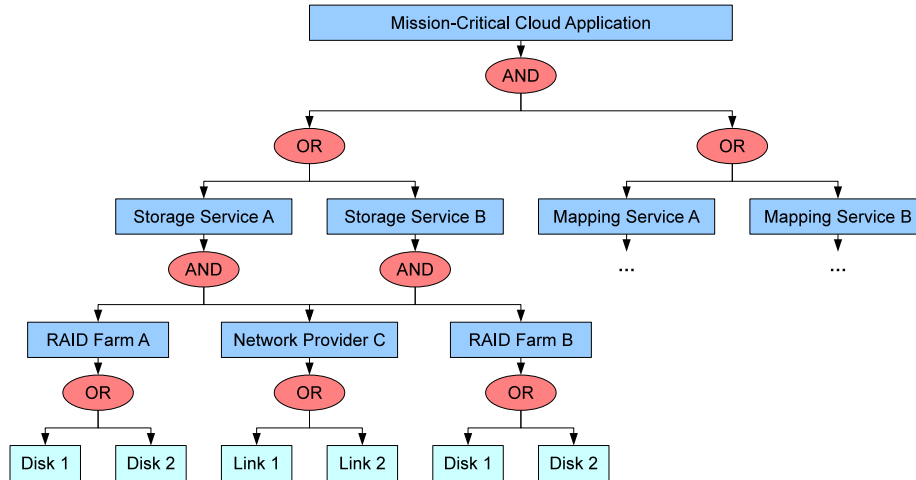 Mission-Critical Cloud Application
AND
OR
OR
Storage Service A
Storage Service B
Mapping Service A
Mapping Service B
AND
AND
...
...
RAID Farm A
Network Provider C
RAID Farm B
OR
OR
OR
Disk 1
Disk 2
Link 1
Link 2
Disk 1
Disk 2